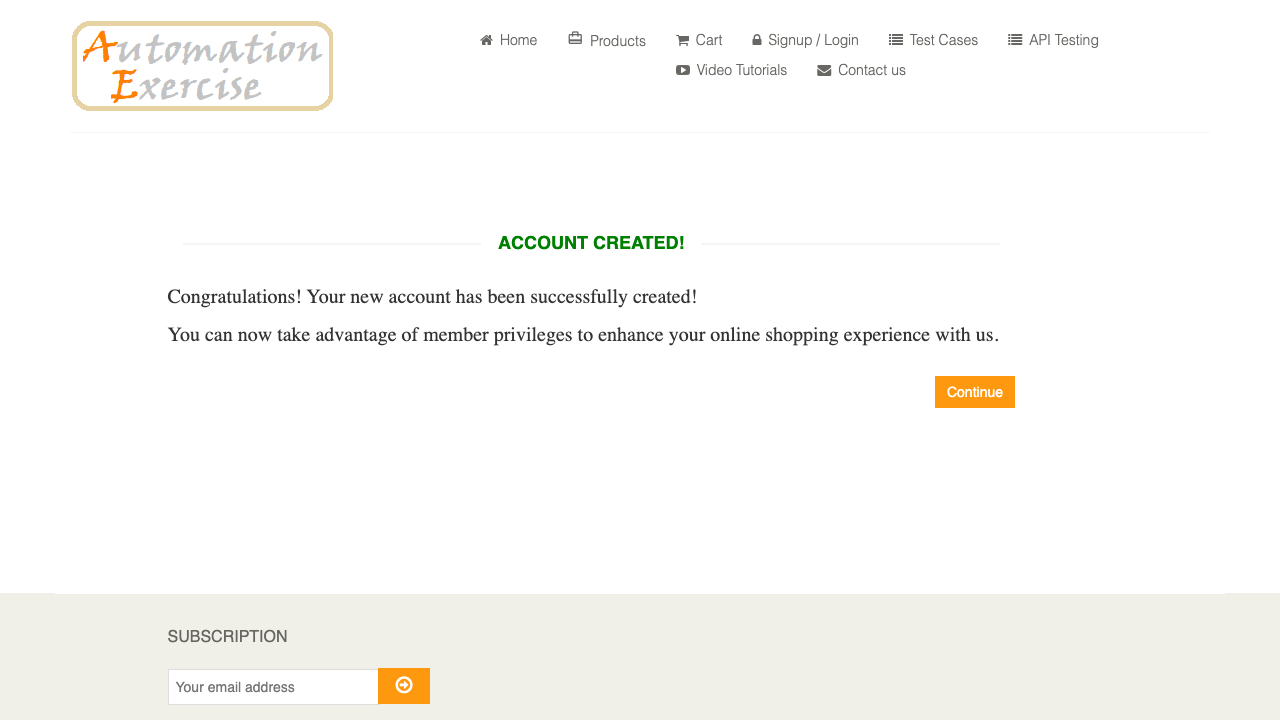 Automation
Exercise
Home
Products
Cart
Signup / Login
Test Cases
API Testing
Video Tutorials
Contact us
ACCOUNT CREATED!
Congratulations! Your new account has been successfully created!
You can now take advantage of member privileges to enhance your online shopping experience with us.
Continue
SUBSCRIPTION
Your email address